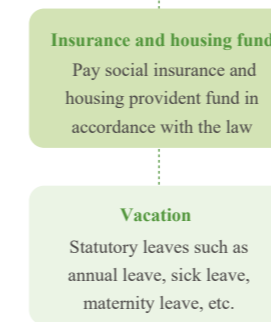 Insurance and housing fund
Pay social insurance and
housing provident fund in
accordance with the law
Vacation
Statutory leaves such as
annual leave, sick leave,
maternity leave, etc.